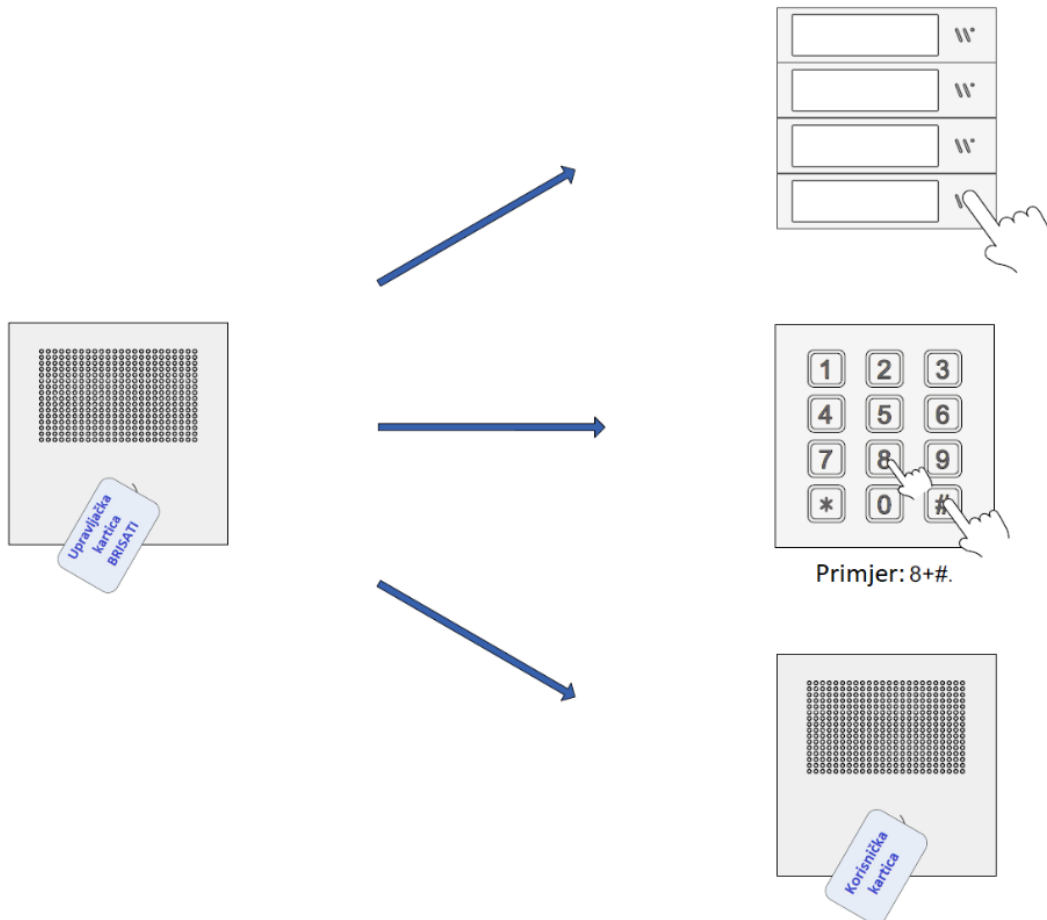 Upravljačka
kartica
BRISATI
1 2 3
4 5 6
7 8 9
* 0 #
Primjer: 8+#.
Korisnička
kartica